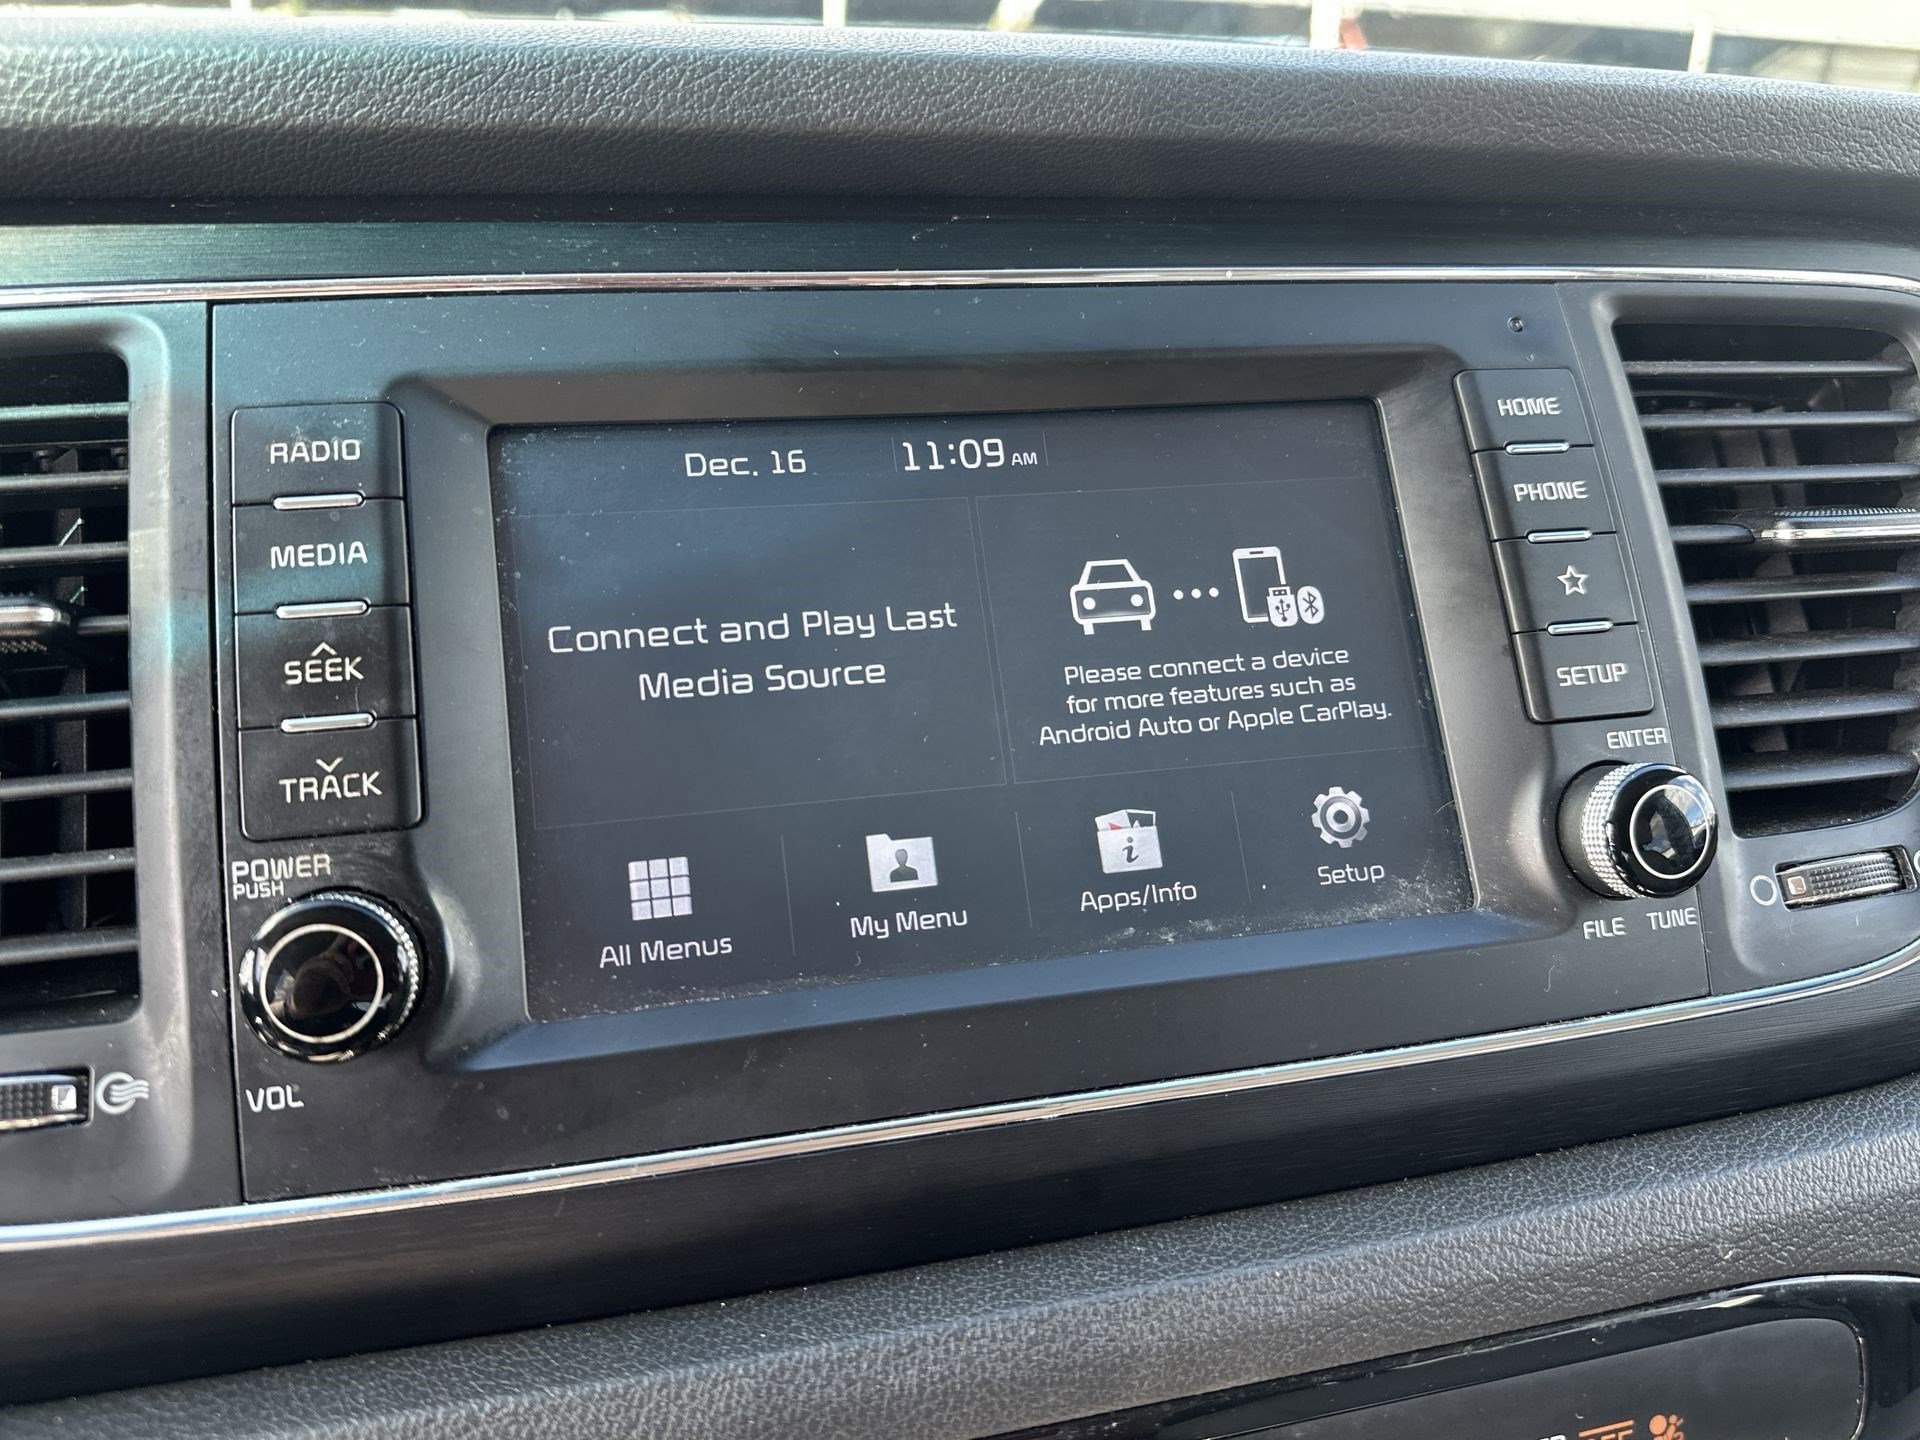 RADIO
MEDIA
SEEK
TRACK
POWER
PUSH
VOL
Dec. 16 11:09 AM
Connect and Play Last
Media Source
Please connect a device
for more features such as
Android Auto or Apple CarPlay.
All Menus
My Menu
Apps/Info
Setup
HOME
PHONE
SETUP
ENTER
FILE TUNE